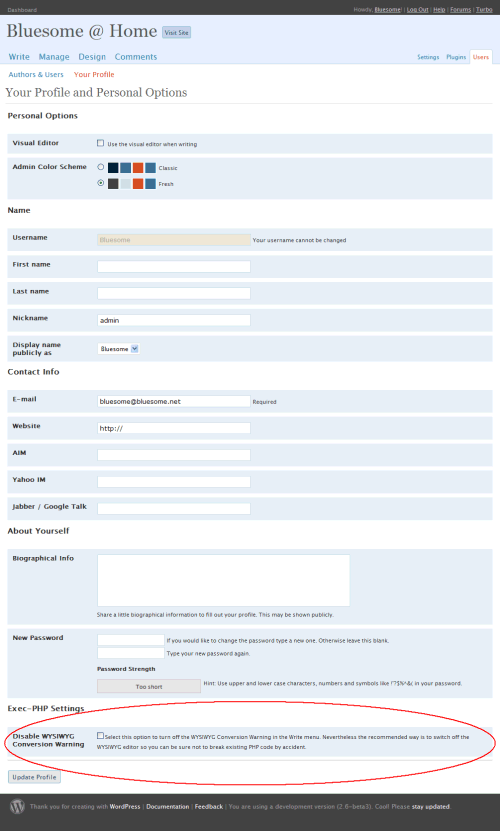 Dashboard
Howdy, Bluesome! | Log Out | Help | Forums | Turbo
Bluesome @ Home Visit Site
Write Manage Design Comments
Settings Plugins Users
Authors & Users Your Profile
Your Profile and Personal Options
Personal Options
Visual Editor Use the visual editor when writing
Admin Color Scheme Classic
Fresh
Name
Username Bluesome Your username cannot be changed
First name
Last name
Nickname admin
Display name
publicly as Bluesome
Contact Info
E-mail bluesome@bluesome.net Required
Website http://
AIM
Yahoo IM
Jabber / Google Talk
About Yourself
Biographical Info
Share a little biographical information to fill out your profile. This may be shown publicly.
New Password If you would like to change the password type a new one. Otherwise leave this blank.
Type your new password again.
Password Strength
Too short Hint: Use upper and lower case characters, numbers and symbols like !"?$%^&( in your password.
Exec-PHP Settings
Disable WYSIWYG
Conversion Warning
Select this option to turn off the WYSIWYG Conversion Warning in the Write menu. Nevertheless the recommended way is to switch off the
WYSIWYG editor so you can be sure not to break existing PHP code by accident.
Update Profile
Thank you for creating with WordPress | Documentation | Feedback | You are using a development version (2.8-beta3). Cool! Please stay updated.